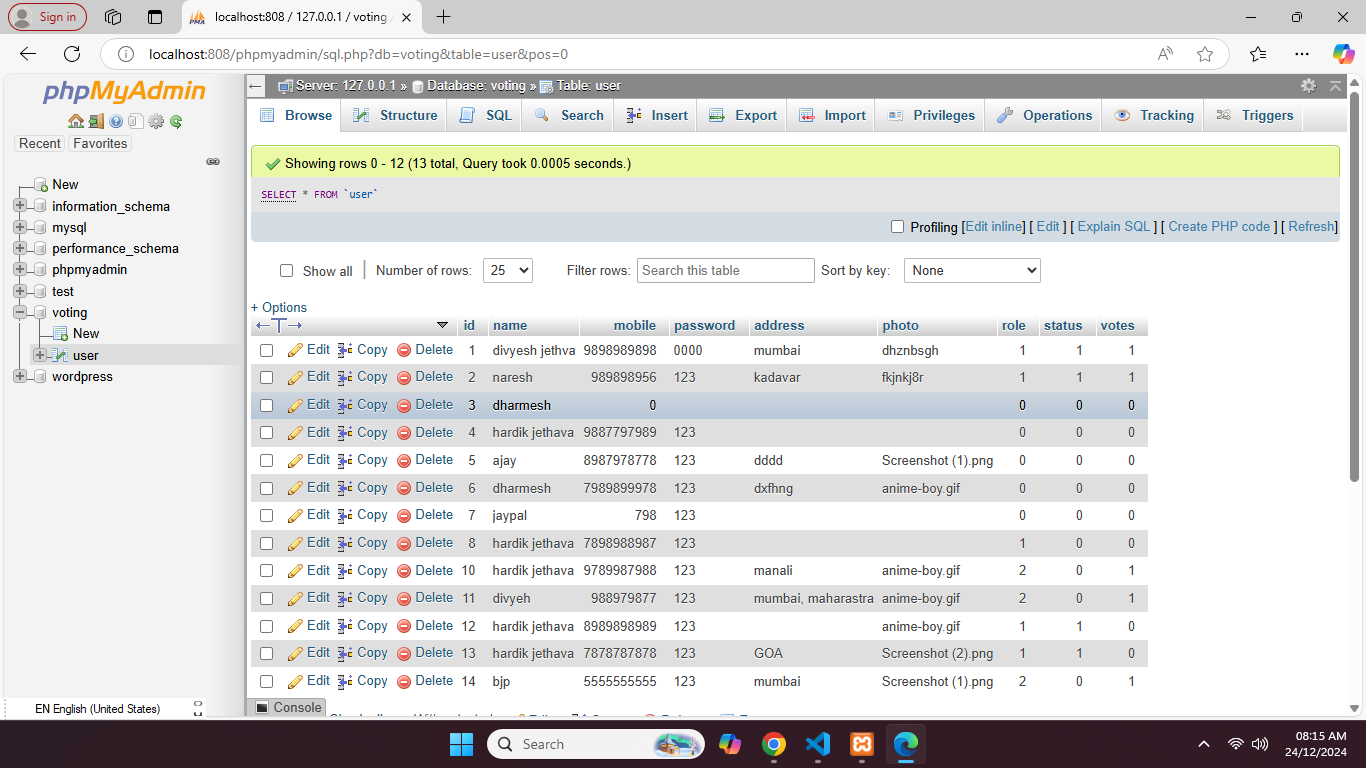 Sign in
localhost:808 / 127.0.0.1 / voting
localhost:808/phpmyadmin/sql.php?db=voting&table=user&pos=0
phpMyAdmin
Recent Favorites
New
information_schema
mysql
performance_schema
phpmyadmin
test
voting
New
user
wordpress
EN English (United States)
Server: 127.0.0.1 » Database: voting » Table: user
Browse Structure SQL Search Insert Export Import Privileges Operations Tracking Triggers
Showing rows 0 - 12 (13 total, Query took 0.0005 seconds.)
SELECT * FROM `user`
Profiling [Edit inline] [ Edit ] [ Explain SQL ] [ Create PHP code ] [ Refresh]
Show all Number of rows: 25 Filter rows: Search this table Sort by key: None
+ Options
id name mobile password address photo role status votes
Edit Copy Delete 1 divyesh jethva 9898989898 0000 mumbai dhznbsgh 1 1 1
Edit Copy Delete 2 naresh 989898956 123 kadavar fkjnkj8r 1 1 1
Edit Copy Delete 3 dharmesh 0 0 0 0
Edit Copy Delete 4 hardik jethava 9887797989 123 0 0 0
Edit Copy Delete 5 ajay 8987978778 123 dddd Screenshot (1).png 0 0 0
Edit Copy Delete 6 dharmesh 7989899978 123 dxfhng anime-boy.gif 0 0 0
Edit Copy Delete 7 jaypal 798 123 0 0 0
Edit Copy Delete 8 hardik jethava 7898988987 123 1 0 0
Edit Copy Delete 10 hardik jethava 9789987988 123 manali anime-boy.gif 2 0 1
Edit Copy Delete 11 divyeh 988979877 123 mumbai, maharastra anime-boy.gif 2 0 1
Edit Copy Delete 12 hardik jethava 8989898989 123 anime-boy.gif 1 1 0
Edit Copy Delete 13 hardik jethava 7878787878 123 GOA Screenshot (2).png 1 1 0
Edit Copy Delete 14 bjp 5555555555 123 mumbai Screenshot (1).png 2 0 1
Console
Search
08:15 AM
24/12/2024